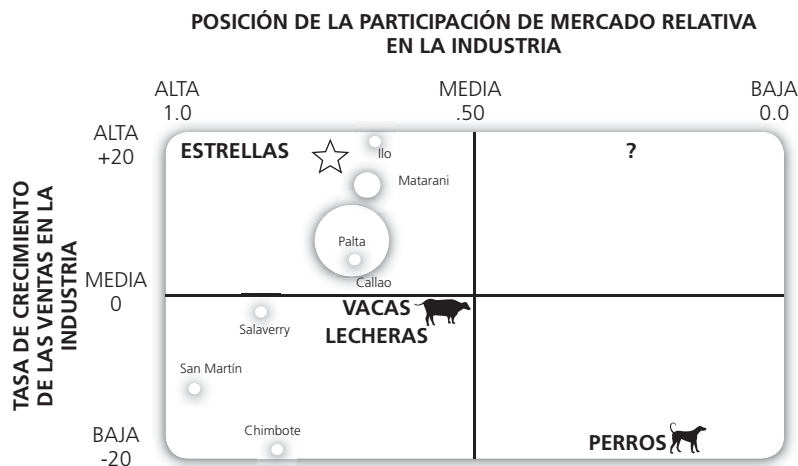 POSICIÓN DE LA PARTICIPACIÓN DE MERCADO RELATIVA
EN LA INDUSTRIA
ALTA
1.0
MEDIA
.50
BAJA
0.0
ALTA
+20
ESTRELLAS
Ilo
?
Matarani
TASA DE CRECIMIENTO
DE LAS VENTAS EN LA
INDUSTRIA
Palta
Callao
MEDIA
0
VACAS
LECHERAS
Salaverry
San Martín
Chimbote
BAJA
-20
PERROS